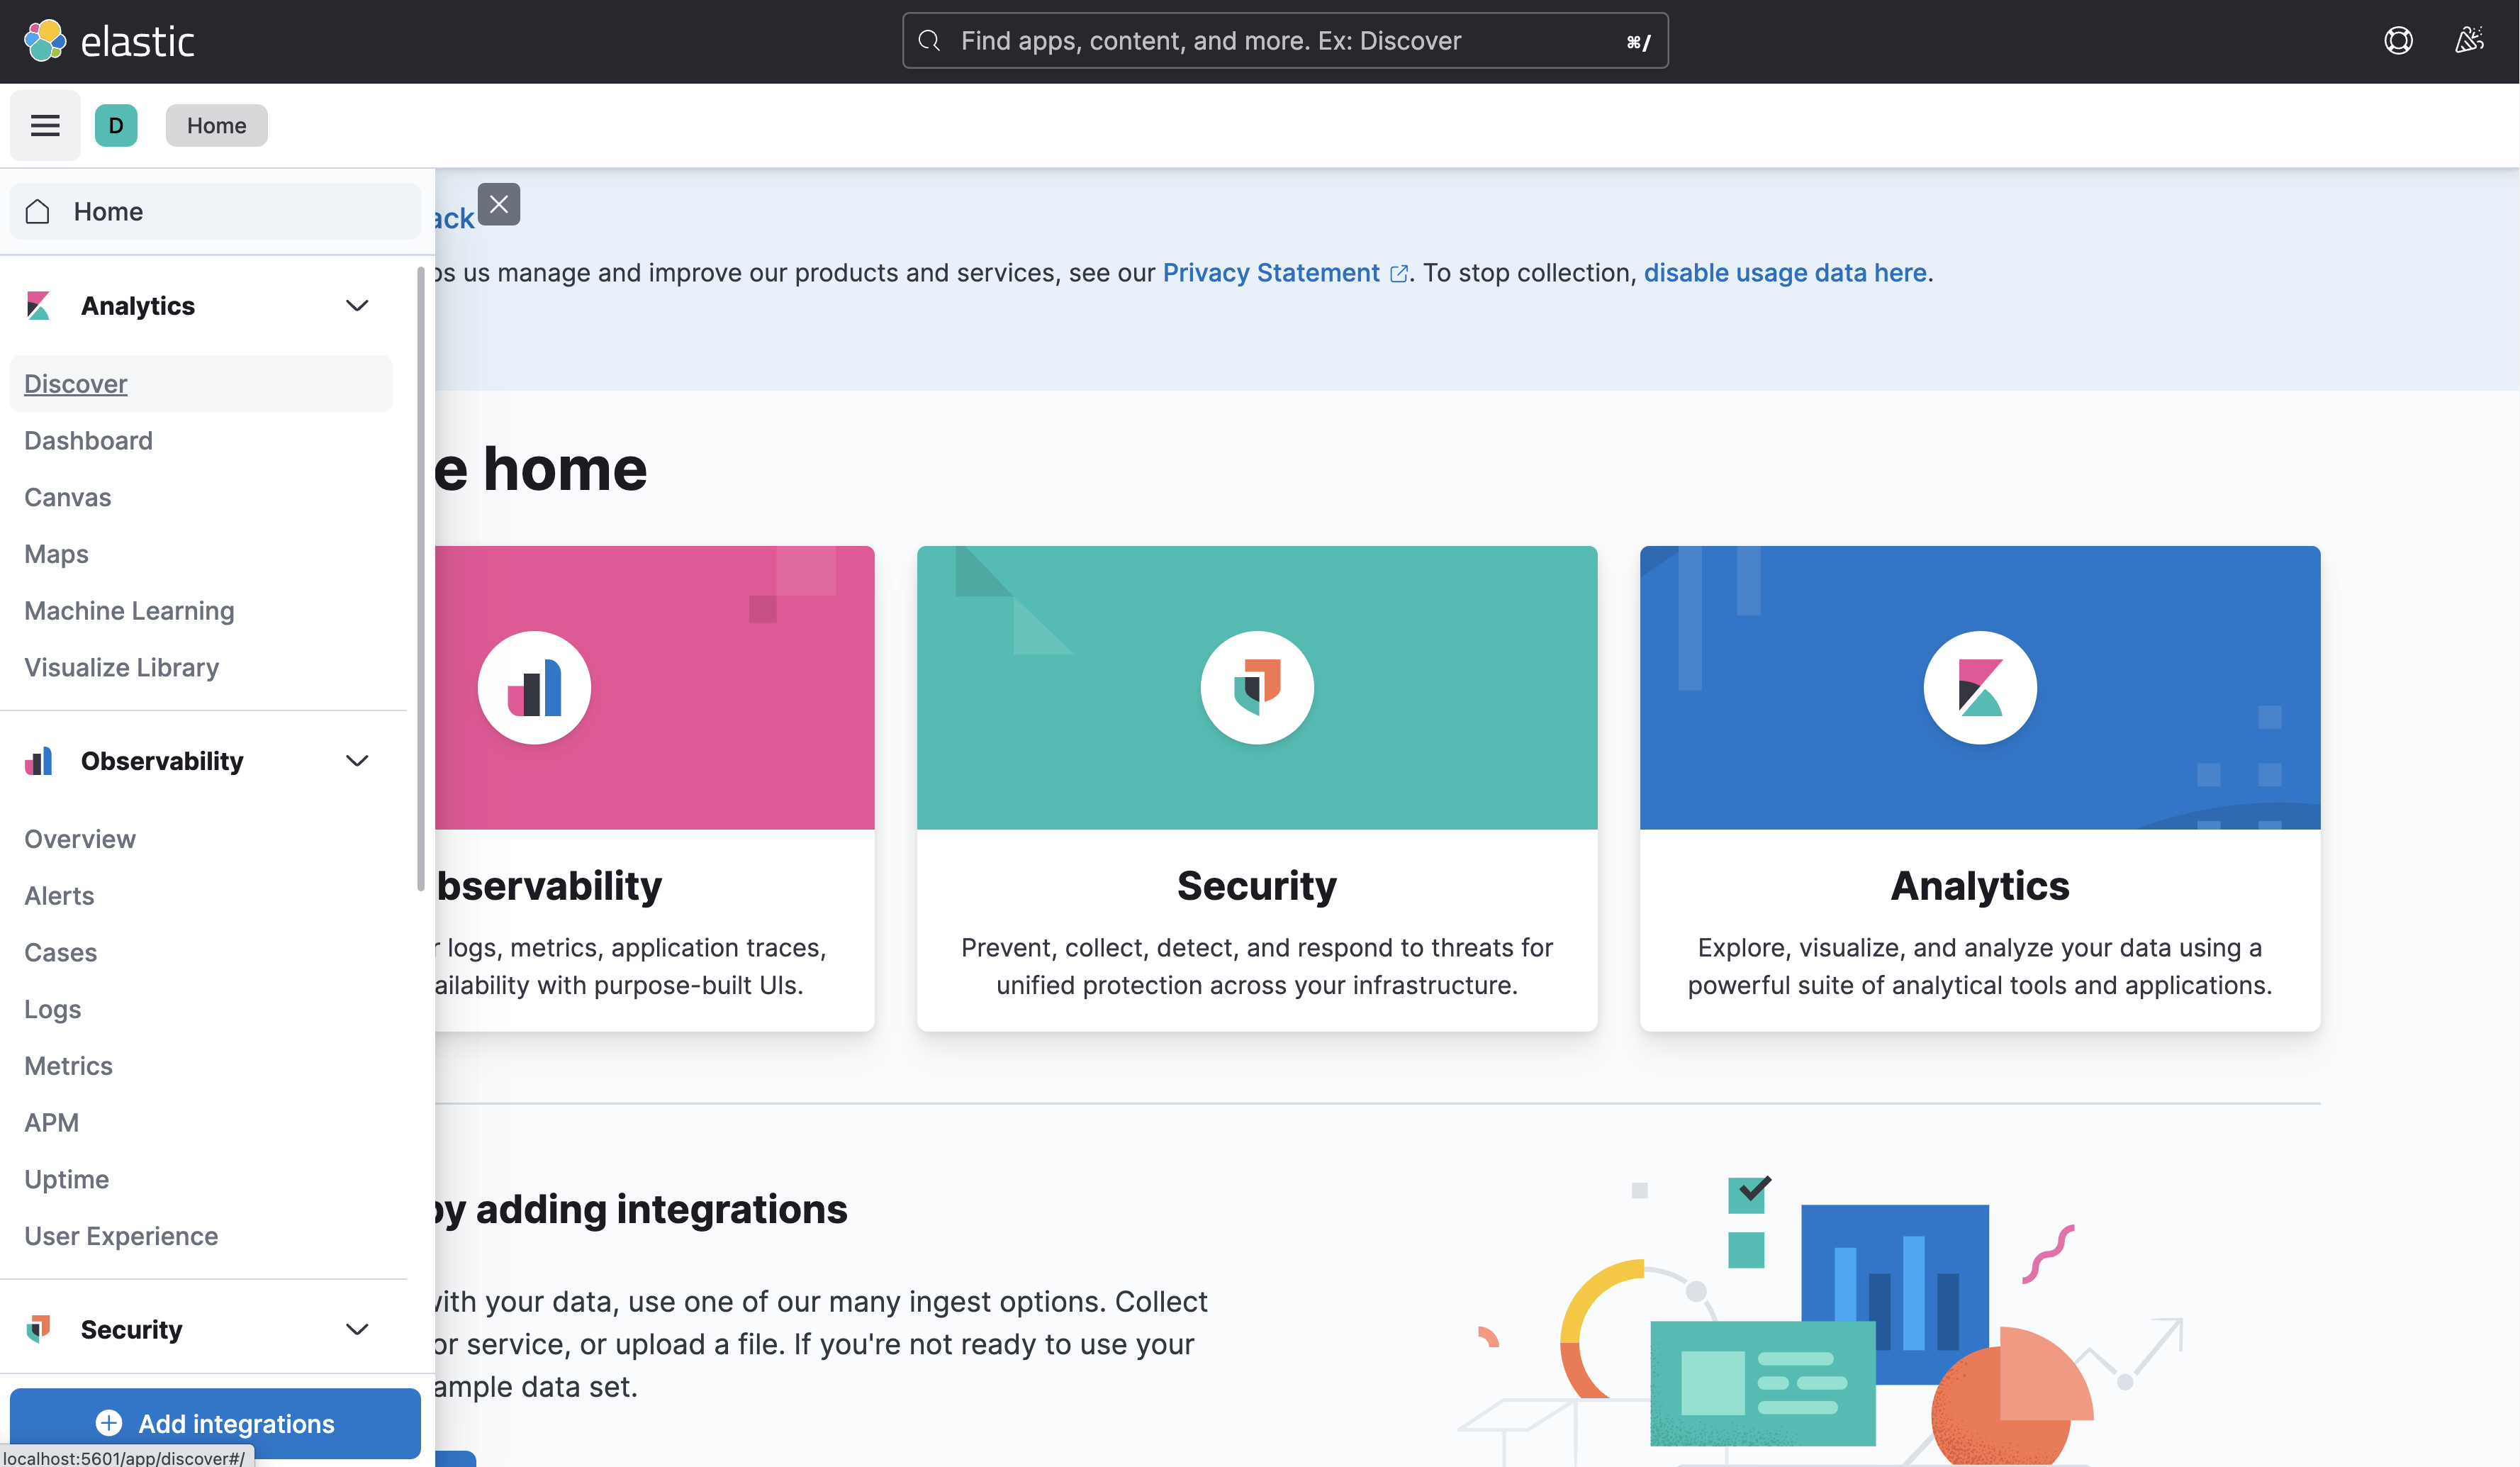 elastic
Find apps, content, and more. Ex: Discover
⌘/
D
Home
Home
Analytics
Discover
Dashboard
Canvas
Maps
Machine Learning
Visualize Library
Observability
Overview
Alerts
Cases
Logs
Metrics
APM
Uptime
User Experience
Security
Add integrations
localhost:5601/app/discover#/
ack
ps us manage and improve our products and services, see our Privacy Statement. To stop collection, disable usage data here.
e home
bservability
r logs, metrics, application traces,
ailability with purpose-built UIs.
Security
Prevent, collect, detect, and respond to threats for
unified protection across your infrastructure.
Analytics
Explore, visualize, and analyze your data using a
powerful suite of analytical tools and applications.
by adding integrations
with your data, use one of our many ingest options. Collect
or service, or upload a file. If you're not ready to use your
ample data set.